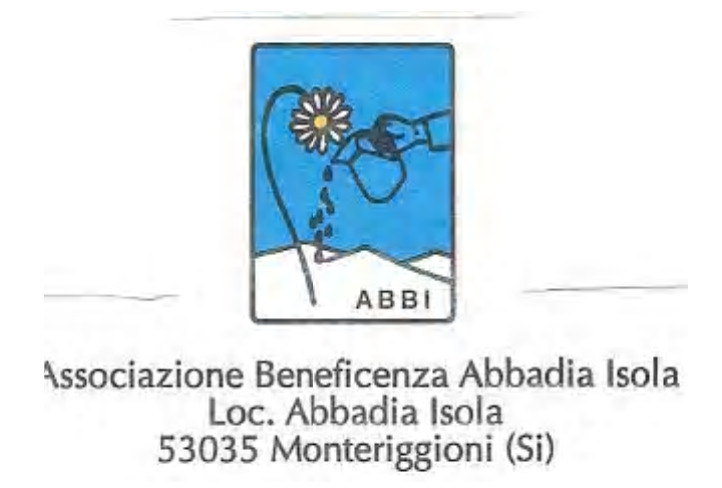 ABBI
Associazione Beneficenza Abbadia Isola
Loc. Abbadia Isola
53035 Monteriggioni (Si)